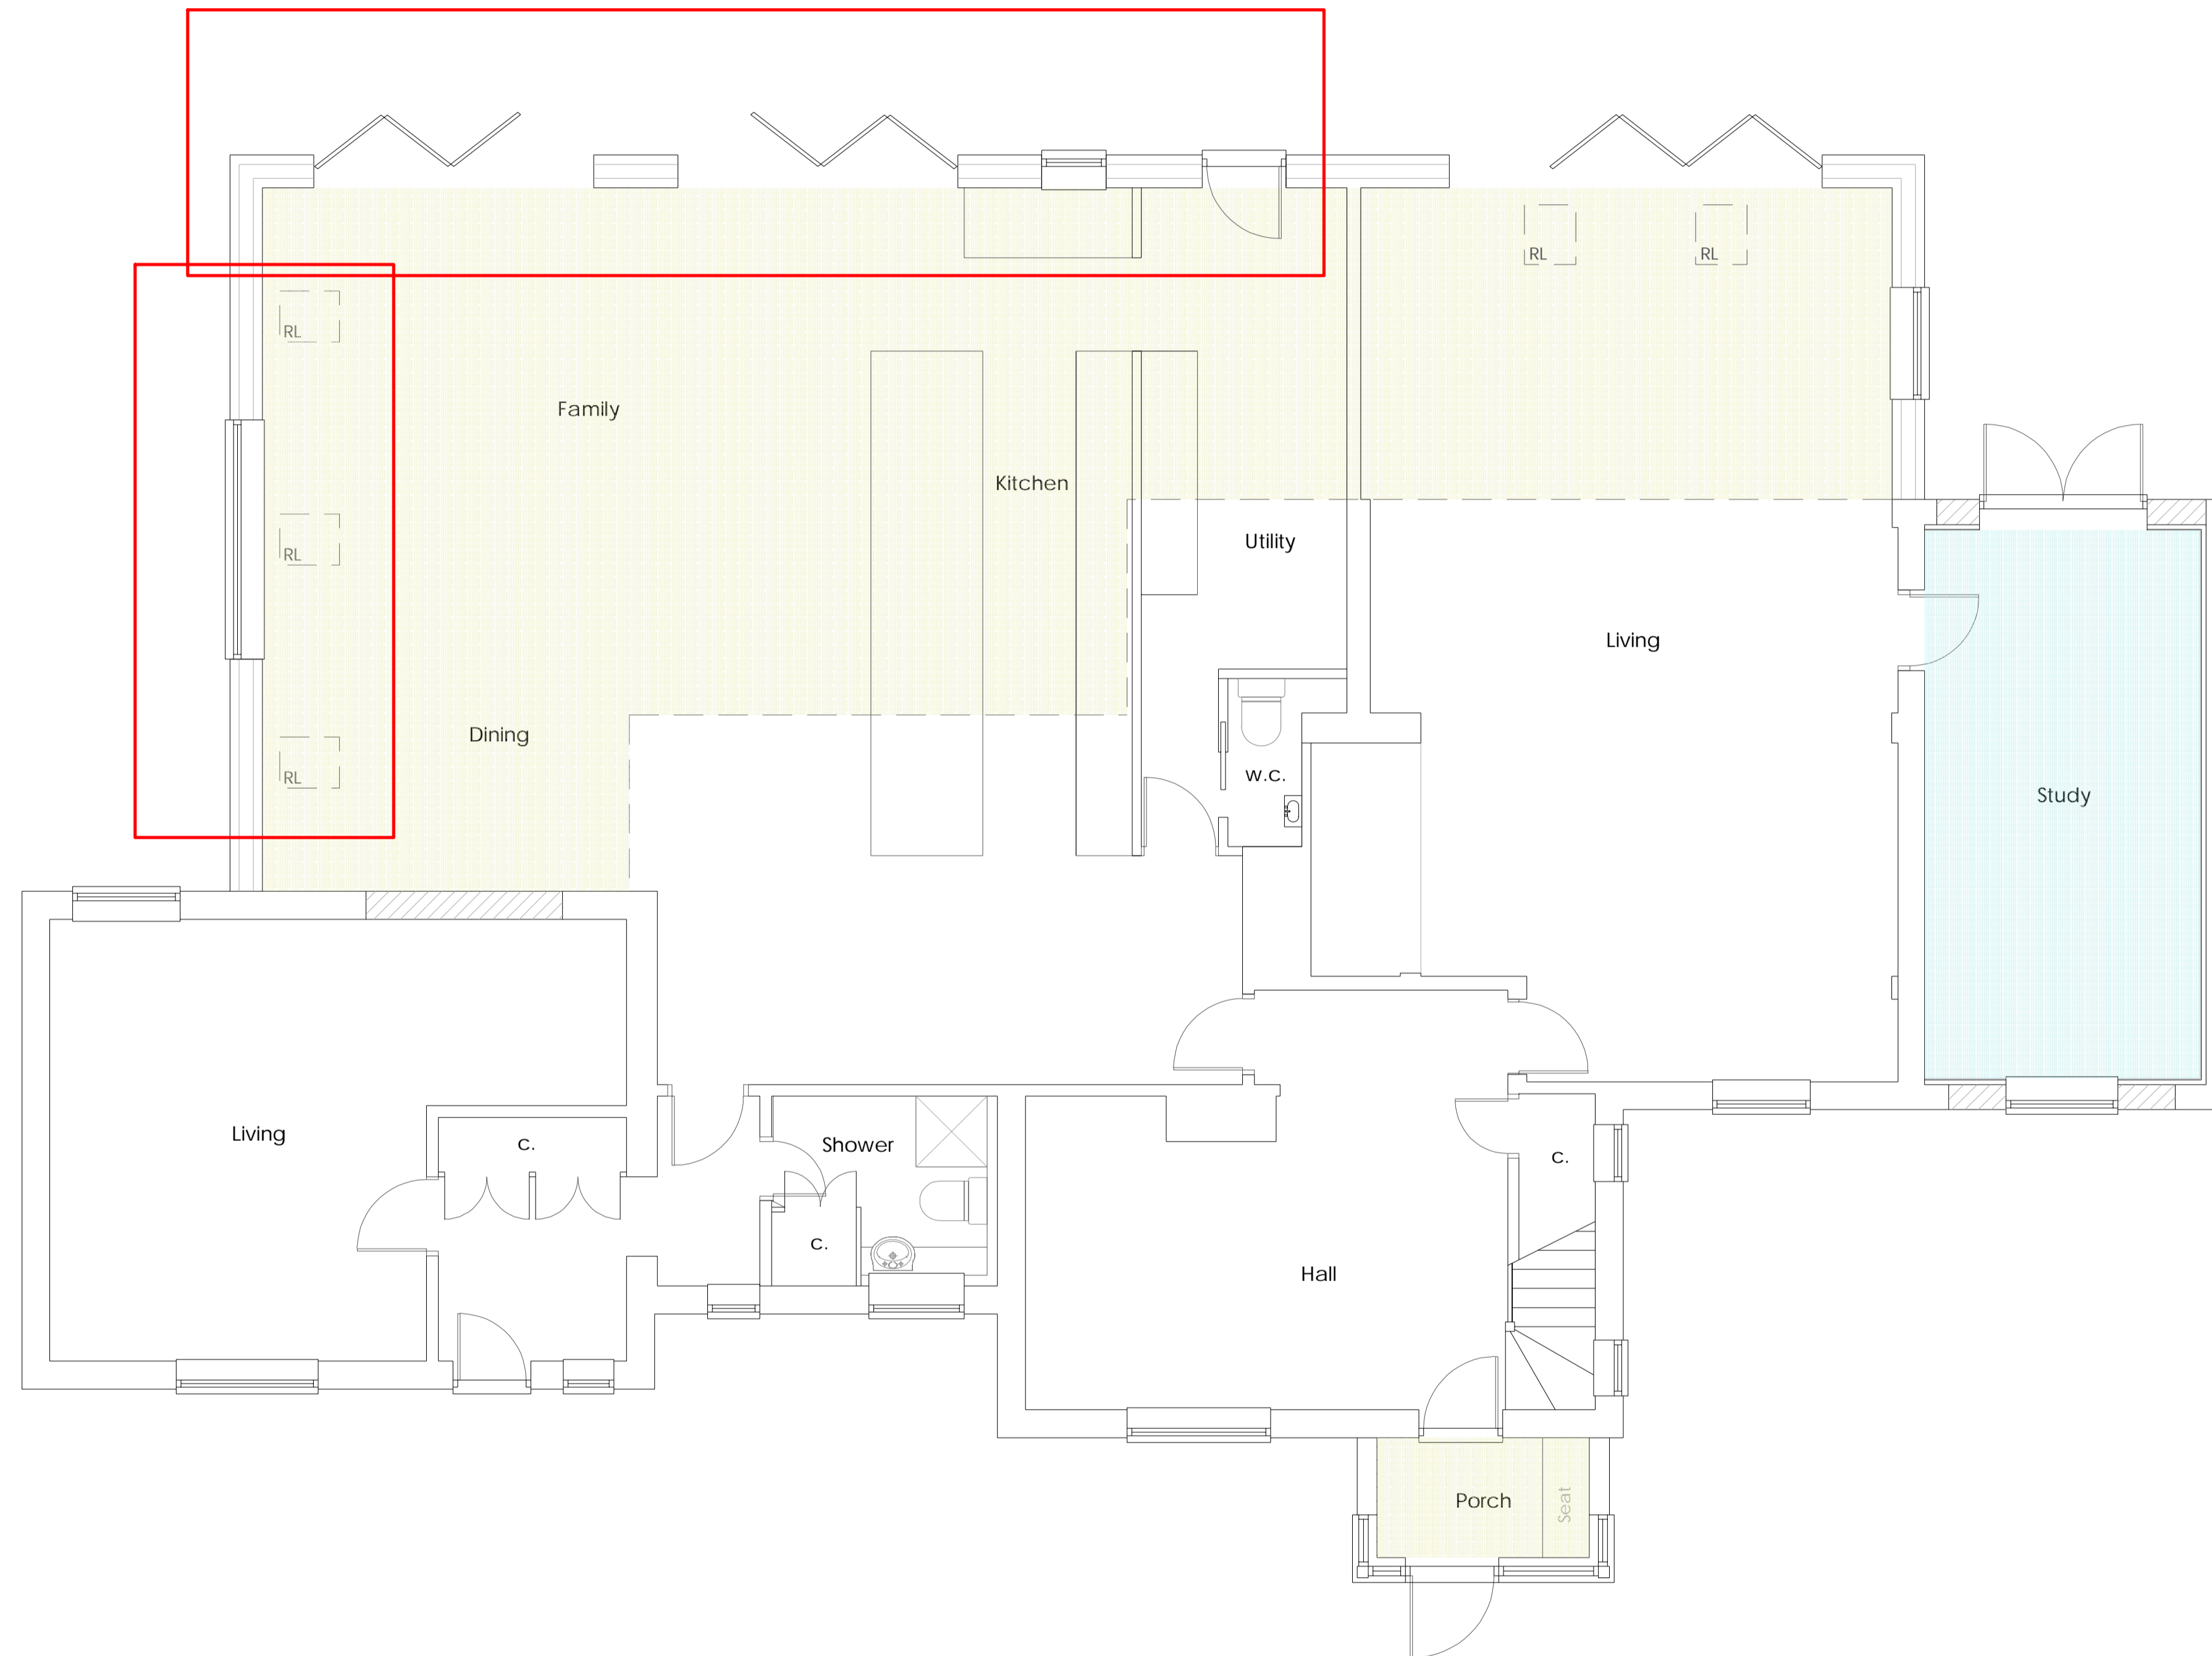 RL
RL
RL
Family
Kitchen
Utility
RL
Living
Dining
w.c.
RL
Study
Living
c.
Shower
c.
c.
Hall
Porch
Seat